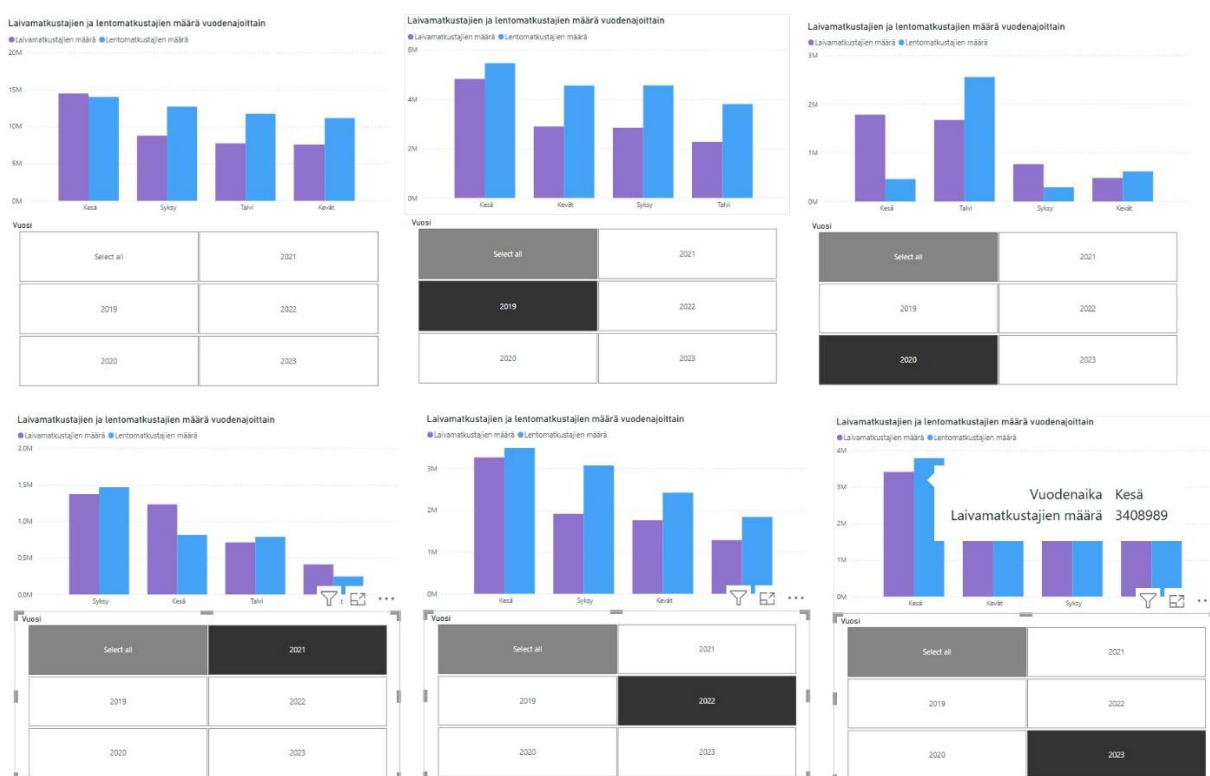 Laivamatkustajien ja lentomatkustajien määrä vuodenajoittain
Laivamatkustajien määrä Lentomatkustajien määrä
20M
15M
10M
5M
0M
Kesä Syksy Talvi Kevät
Vuosi
Select all 2021
2019 2022
2020 2023
Laivamatkustajien ja lentomatkustajien määrä vuodenajoittain
Laivamatkustajien määrä Lentomatkustajien määrä
6M
4M
2M
0M
Kesä Kevät Syksy Talvi
Vuosi
Select all 2021
2019 2022
2020 2023
Laivamatkustajien ja lentomatkustajien määrä vuodenajoittain
Laivamatkustajien määrä Lentomatkustajien määrä
3M
2M
1M
0M
Kesä Talvi Syksy Kevät
Vuosi
Select all 2021
2019 2022
2020 2023
Laivamatkustajien ja lentomatkustajien määrä vuodenajoittain
Laivamatkustajien määrä Lentomatkustajien määrä
2,0M
1,5M
1,0M
0,5M
0,0M
Syksy Kesä Talvi
Vuosi
Select all 2021
2019 2022
2020 2023
Laivamatkustajien ja lentomatkustajien määrä vuodenajoittain
Laivamatkustajien määrä Lentomatkustajien määrä
3M
2M
1M
0M
Kesä Syksy Kevät
Vuosi
Select all 2021
2019 2022
2020 2023
Laivamatkustajien ja lentomatkustajien määrä vuodenajoittain
Laivamatkustajien määrä Lentomatkustajien määrä
4M
3M
2M
1M
0M
Vuodenaika Kesä
Laivamatkustajien määrä 3408989
Kesä Kevät Syksy
Vuosi
Select all 2021
2019 2022
2020 2023